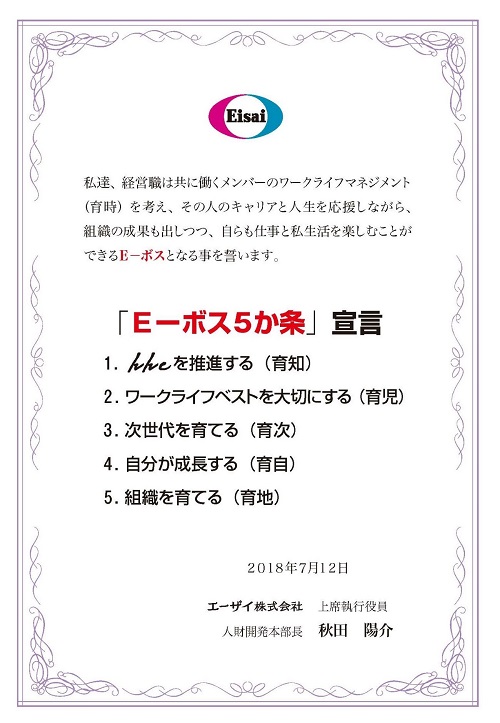 Eisai
私達、経営職は共に働くメンバーのワークライフマネジメント
（育時）を考え、その人のキャリアと人生を応援しながら、
組織の成果も出しつつ、自らも仕事と私生活を楽しむことが
できるE－ボスとなる事を誓います。
「E－ボス5か条」宣言
1. hhcを推進する（育知）
2. ワークライフベストを大切にする（育児）
3. 次世代を育てる（育次）
4. 自分が成長する（育自）
5. 組織を育てる（育地）
2018年7月12日
エーザイ株式会社　上席執行役員
人財開発本部長　秋田　陽介